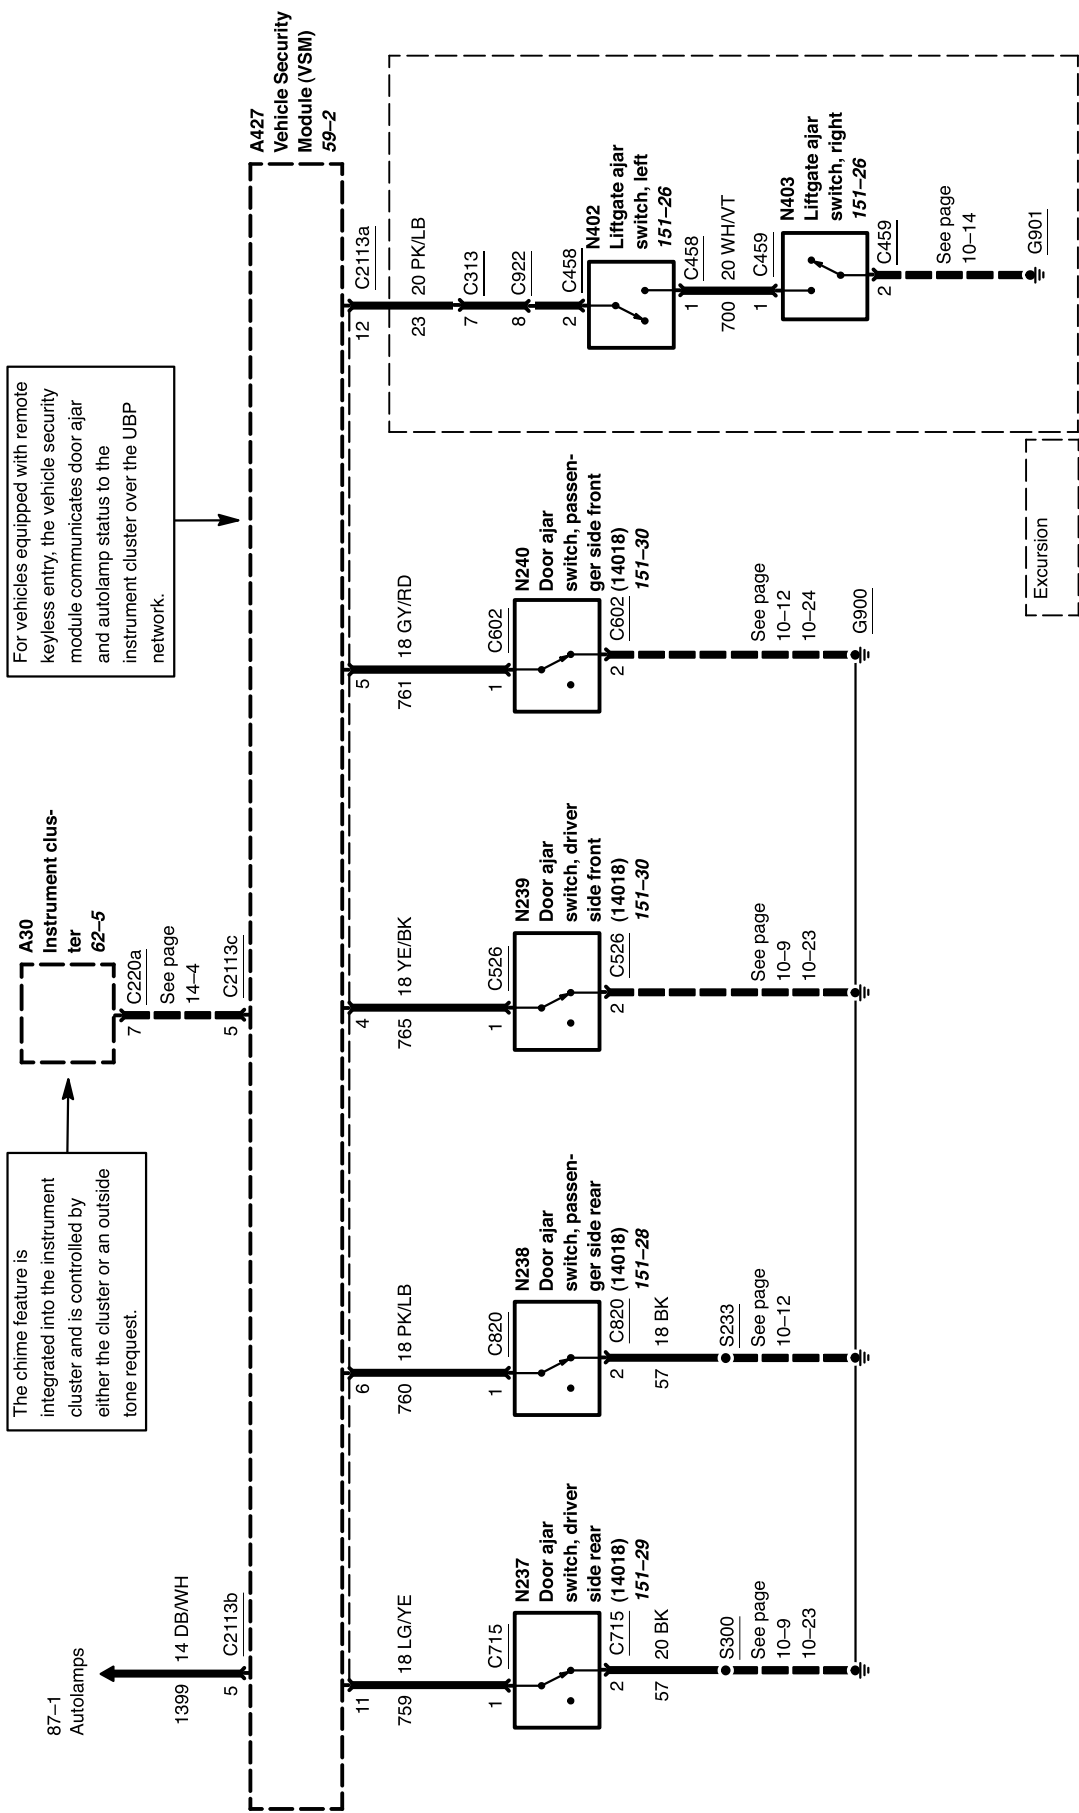 87–1
Autolamps
1399
14 DB/WH
5
C2113b
The chime feature is
integrated into the instrument
cluster and is controlled by
either the cluster or an outside
tone request.
A30
Instrument clus-
ter
62–5
7
C220a
See page
14–4
5
C2113c
For vehicles equipped with remote
keyless entry, the vehicle security
module communicates door ajar
and autolamp status to the
instrument cluster over the UBP
network.
A427
Vehicle Security
Module (VSM)
59–2
11
759
18 LG/YE
1
C715
N237
Door ajar
switch, driver
side rear
(14018)
151–29
2
C715
57
20 BK
S300
See page
10–9
10–23
6
760
18 PK/LB
1
C820
N238
Door ajar
switch, passen-
ger side rear
(14018)
151–28
2
C820
57
18 BK
S233
See page
10–12
4
765
18 YE/BK
1
C526
N239
Door ajar
switch, driver
side front
(14018)
151–30
2
C526
See page
10–9
10–23
5
761
18 GY/RD
1
C602
N240
Door ajar
switch, passen-
ger side front
(14018)
151–30
2
C602
See page
10–12
10–24
G900
12
C2113a
23
20 PK/LB
7
C313
8
C922
2
C458
N402
Liftgate ajar
switch, left
151–26
1
C458
700
20 WH/VT
1
C459
N403
Liftgate ajar
switch, right
151–26
2
C459
See page
10–14
G901
Excursion